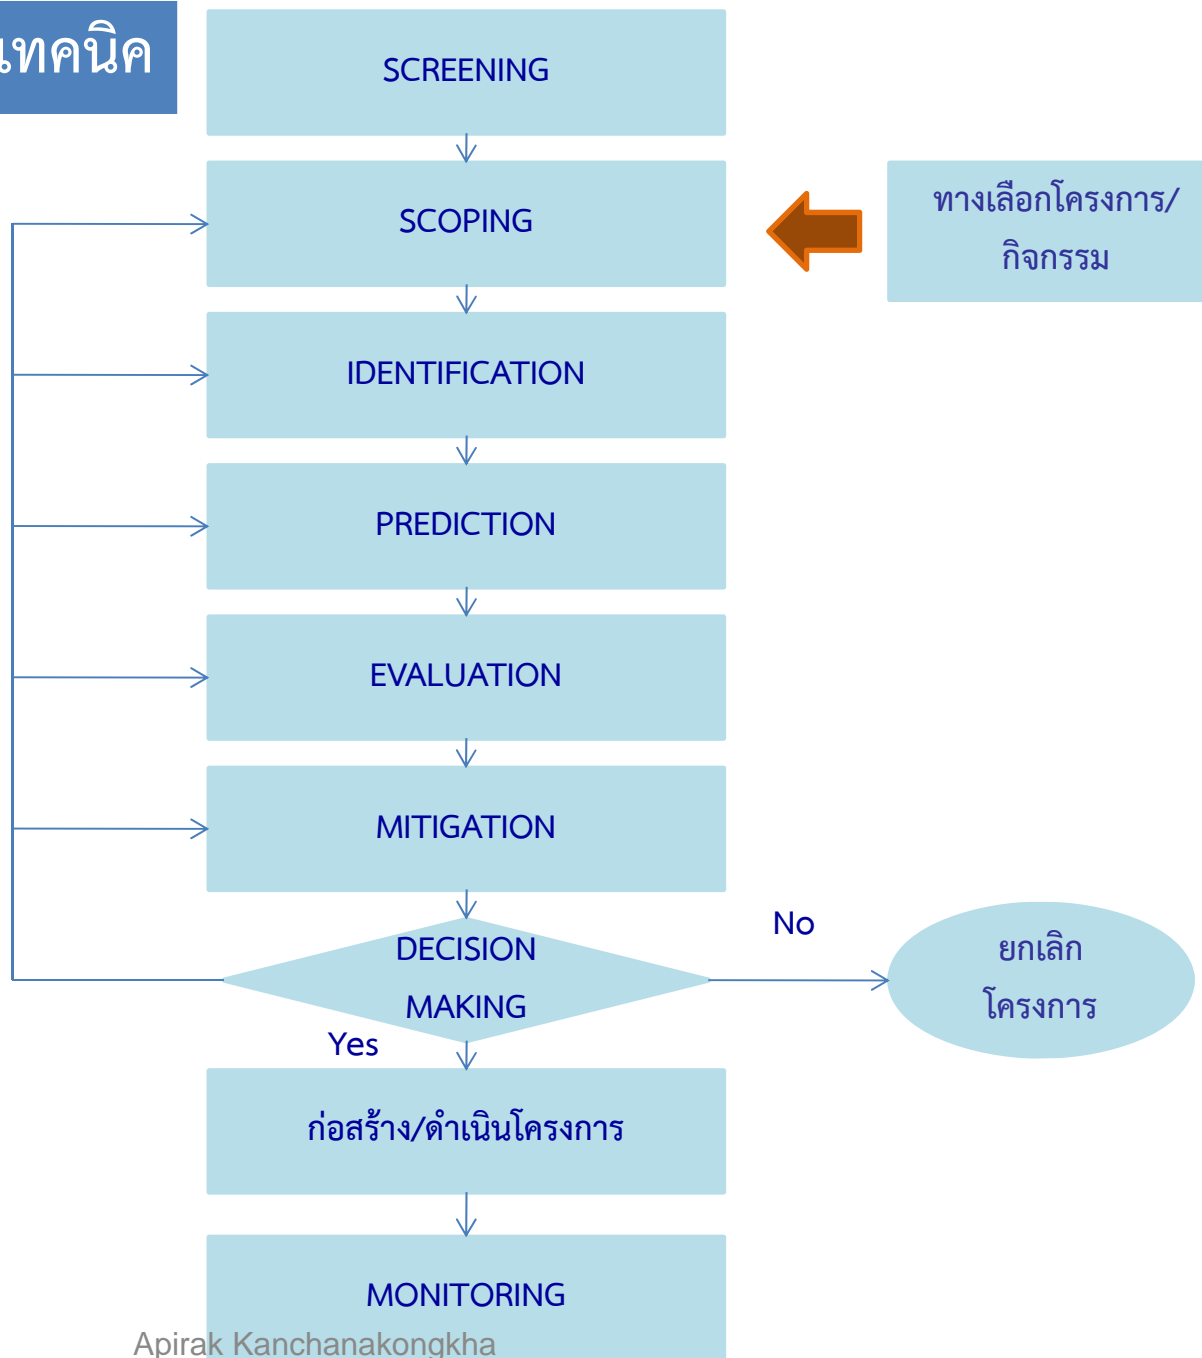 เทคนิค
SCREENING
SCOPING
ทางเลือกโครงการ/
กิจกรรม
IDENTIFICATION
PREDICTION
EVALUATION
MITIGATION
DECISION
MAKING
No
ยกเลิก
โครงการ
Yes
ก่อสร้าง/ดำเนินโครงการ
MONITORING
Apirak Kanchanakongkha